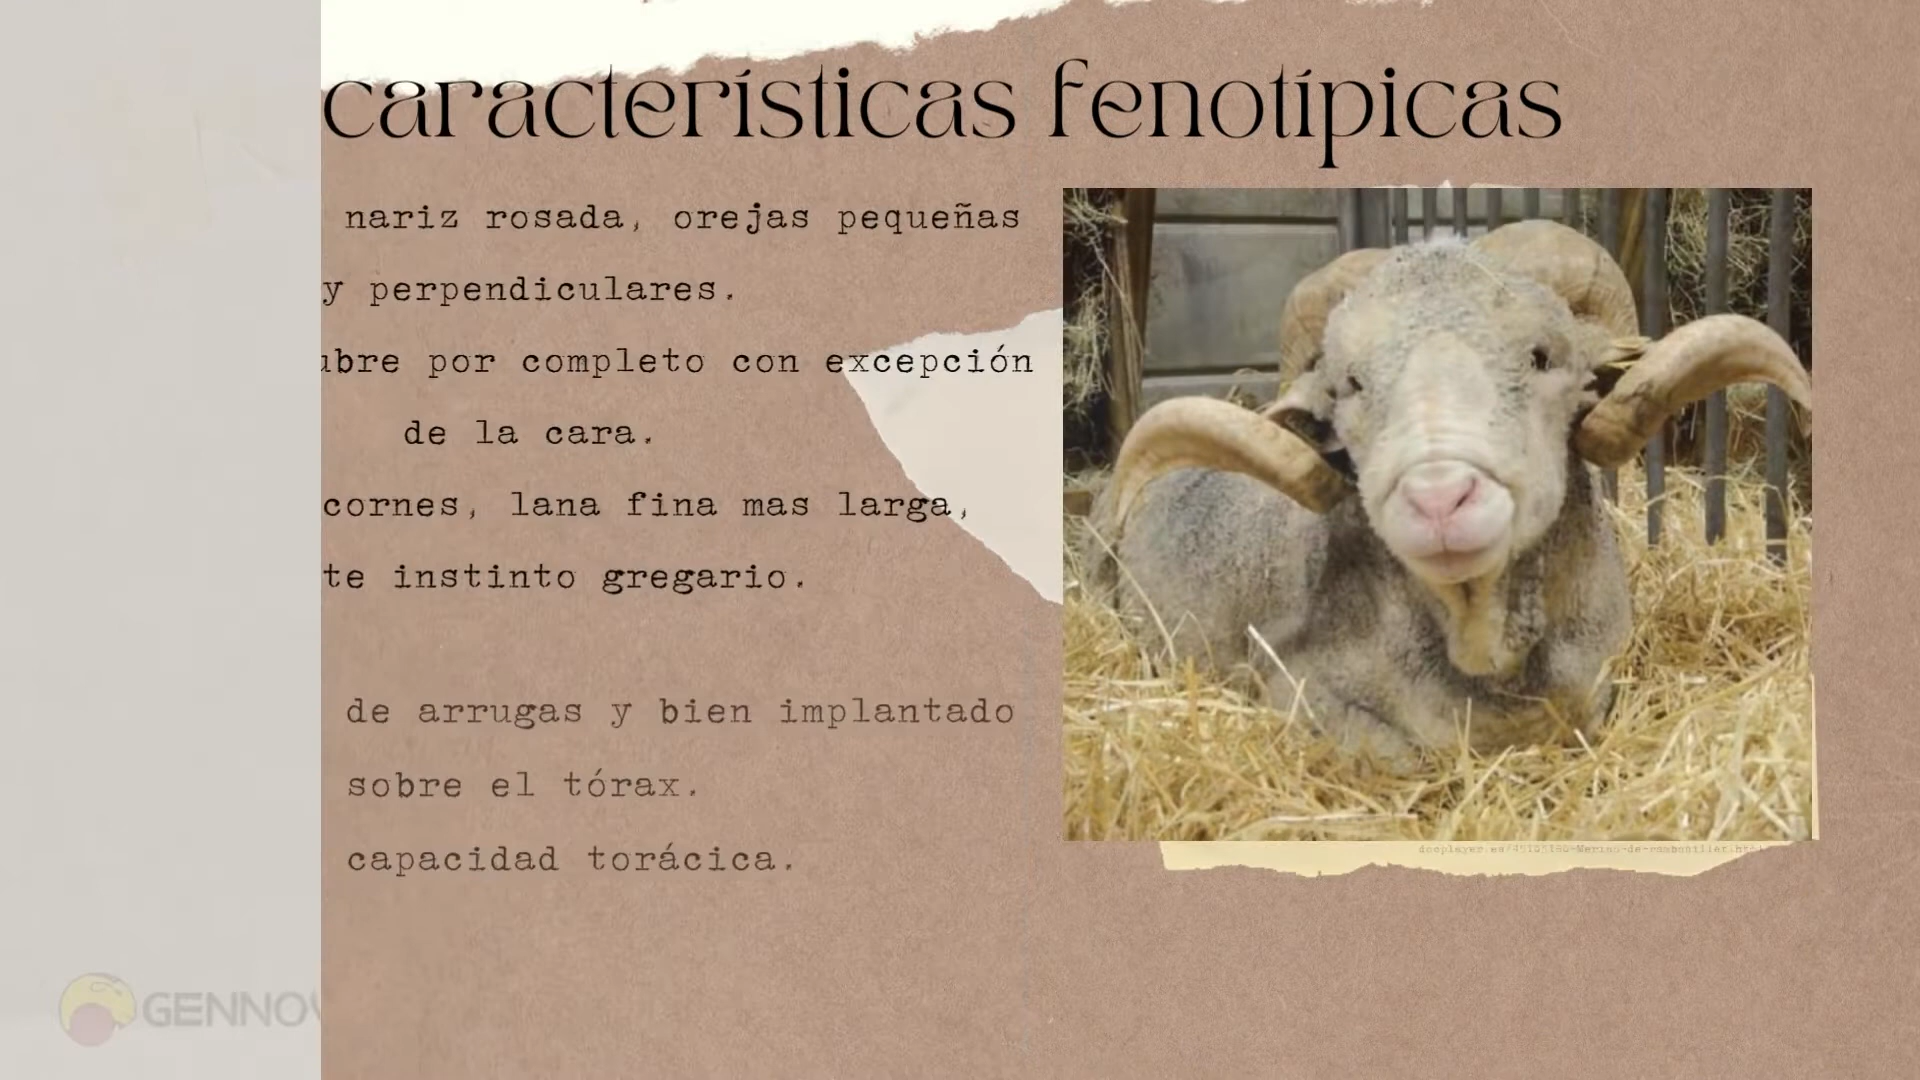 características fenotípicas
nariz rosada, orejas pequeñas
y perpendiculares.
ubre por completo con excepción
de la cara.
cornes, lana fina mas larga,
te instinto gregario.
de arrugas y bien implantado
sobre el tórax.
capacidad torácica.
GENNOV